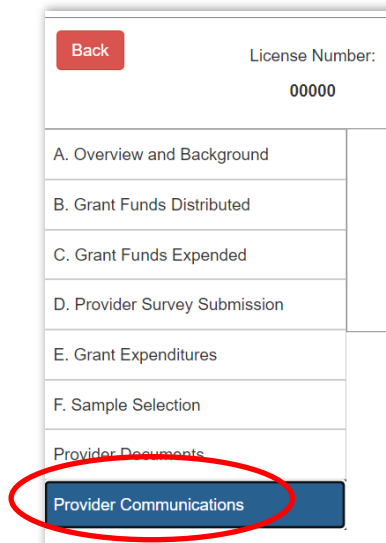 Back
License Number:
00000
A. Overview and Background
B. Grant Funds Distributed
C. Grant Funds Expended
D. Provider Survey Submission
E. Grant Expenditures
F. Sample Selection
Provider Documents
Provider Communications